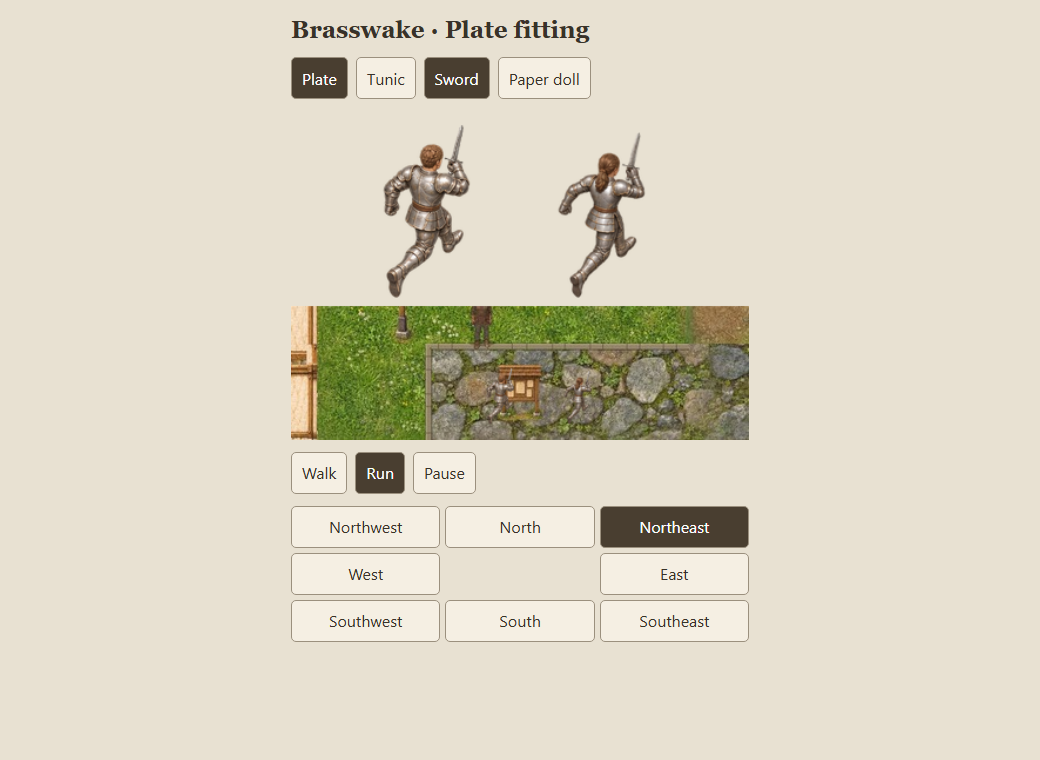 Brasswake · Plate fitting
Plate Tunic Sword Paper doll
Walk Run Pause
Northwest North Northeast
West East
Southwest South Southeast